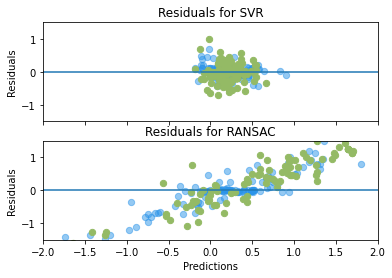 Residuals for SVR
1
0
−1
Residuals
Residuals for RANSAC
1
0
−1
Residuals
−2.0 −1.5 −1.0 −0.5 0.0 0.5 1.0 1.5 2.0
Predictions